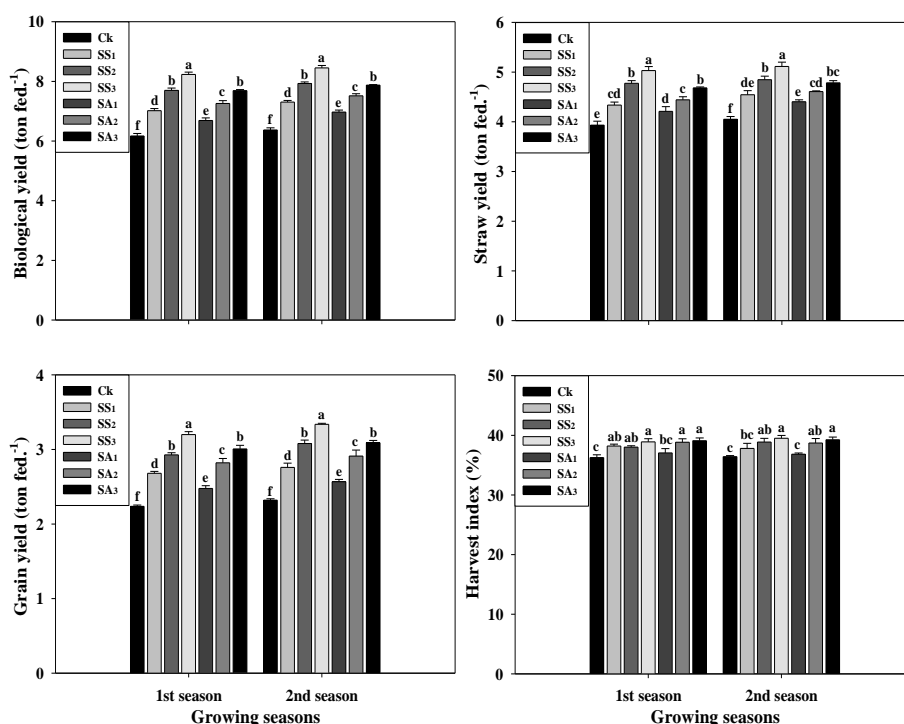 Biological yield (ton fed.-1)
10
8
6
4
2
0
Ck
SS1
SS2
SS3
SA1
SA2
SA3
f d b a e c b
f d b a e c b
Straw yield (ton fed.-1)
6
5
4
3
2
1
0
Ck
SS1
SS2
SS3
SA1
SA2
SA3
e cd b a d c b
f de b a e cd bc
Grain yield (ton fed.-1)
4
3
2
1
0
Ck
SS1
SS2
SS3
SA1
SA2
SA3
f d b a e c b
f d b a e c b
1st season 2nd season
Growing seasons
Harvest index (%)
50
40
30
20
10
0
Ck
SS1
SS2
SS3
SA1
SA2
SA3
c ab ab a bc a a
c bc ab a c ab a
1st season 2nd season
Growing seasons